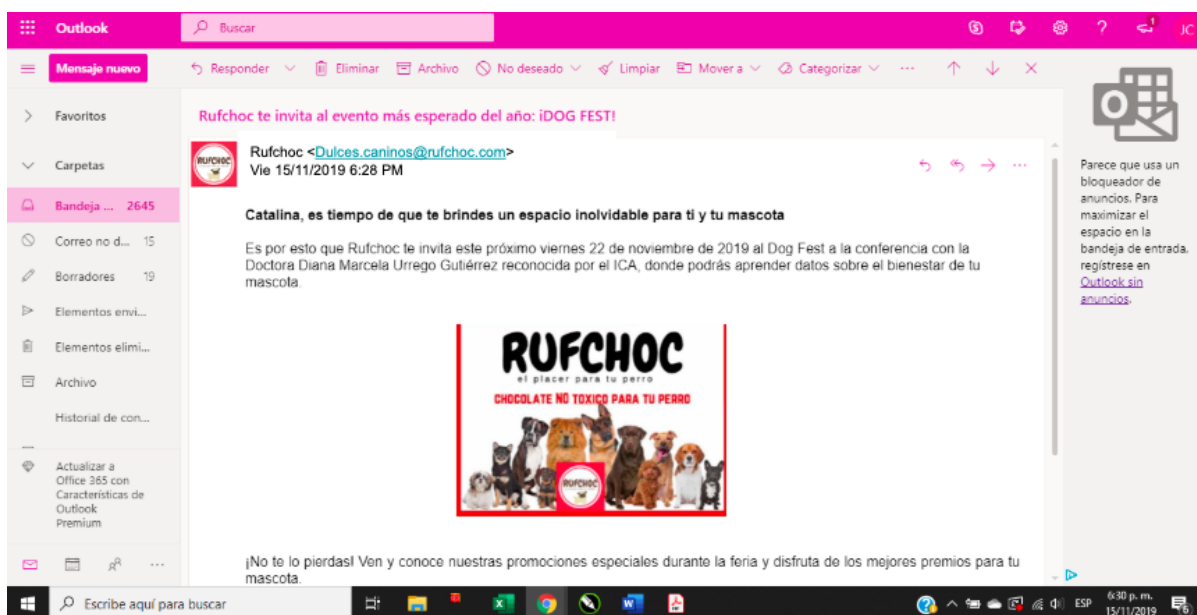 Outlook
Buscar
1
JC
Mensaje nuevo
Responder
Eliminar
Archivo
No deseado
Limpiar
Mover a
Categorizar
Favoritos
Carpetas
Bandeja ... 2645
Correo no d... 15
Borradores 19
Elementos envi...
Elementos elimi...
Archivo
Historial de con...
Actualizar a
Office 365 con
Características de
Outlook
Premium
Rufchoc te invita al evento más esperado del año: iDOG FEST!
RUFCHOC
Rufchoc <Dulces.caninos@rufchoc.com>
Vie 15/11/2019 6:28 PM
Catalina, es tiempo de que te brindes un espacio inolvidable para ti y tu mascota
Es por esto que Rufchoc te invita este próximo viernes 22 de noviembre de 2019 al Dog Fest a la conferencia con la
Doctora Diana Marcela Urrego Gutiérrez reconocida por el ICA, donde podrás aprender datos sobre el bienestar de tu
mascota.
RUFCHOC
el placer para tu perro
CHOCOLATE NO TOXICO PARA TU PERRO
RUFCHOC
¡No te lo pierdas! Ven y conoce nuestras promociones especiales durante la feria y disfruta de los mejores premios para tu
mascota.
Parece que usa un
bloqueador de
anuncios. Para
maximizar el
espacio en la
bandeja de entrada,
regístrese en
Outlook sin
anuncios.
Escribe aquí para buscar
ESP
6:30 p. m.
15/11/2019